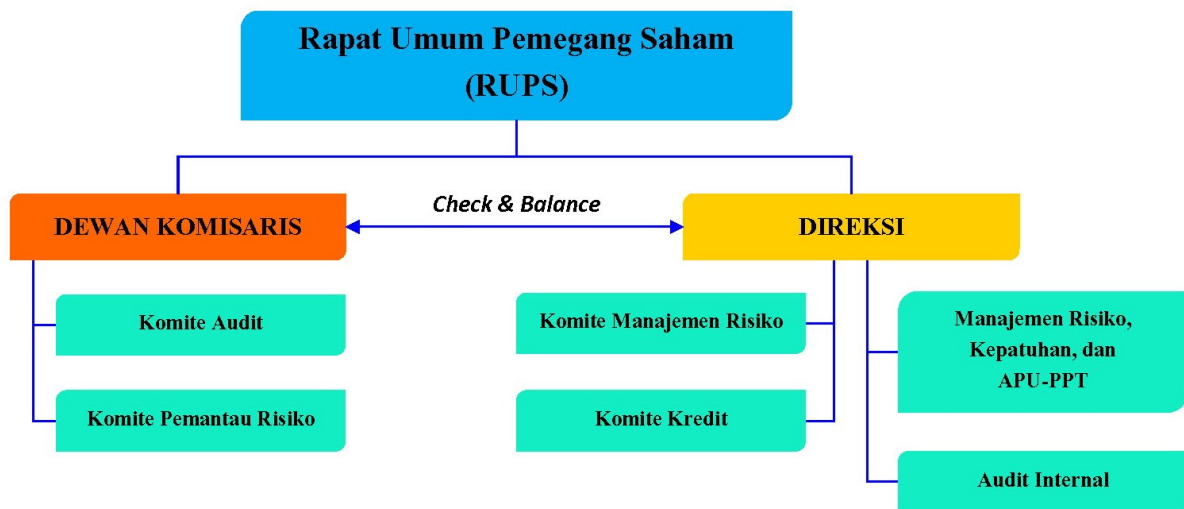 Rapat Umum Pemegang Saham
(RUPS)
Check & Balance
DEWAN KOMISARIS
DIREKSI
Komite Audit
Komite Pemantau Risiko
Komite Manajemen Risiko
Komite Kredit
Manajemen Risiko,
Kepatuhan, dan
APU-PPT
Audit Internal